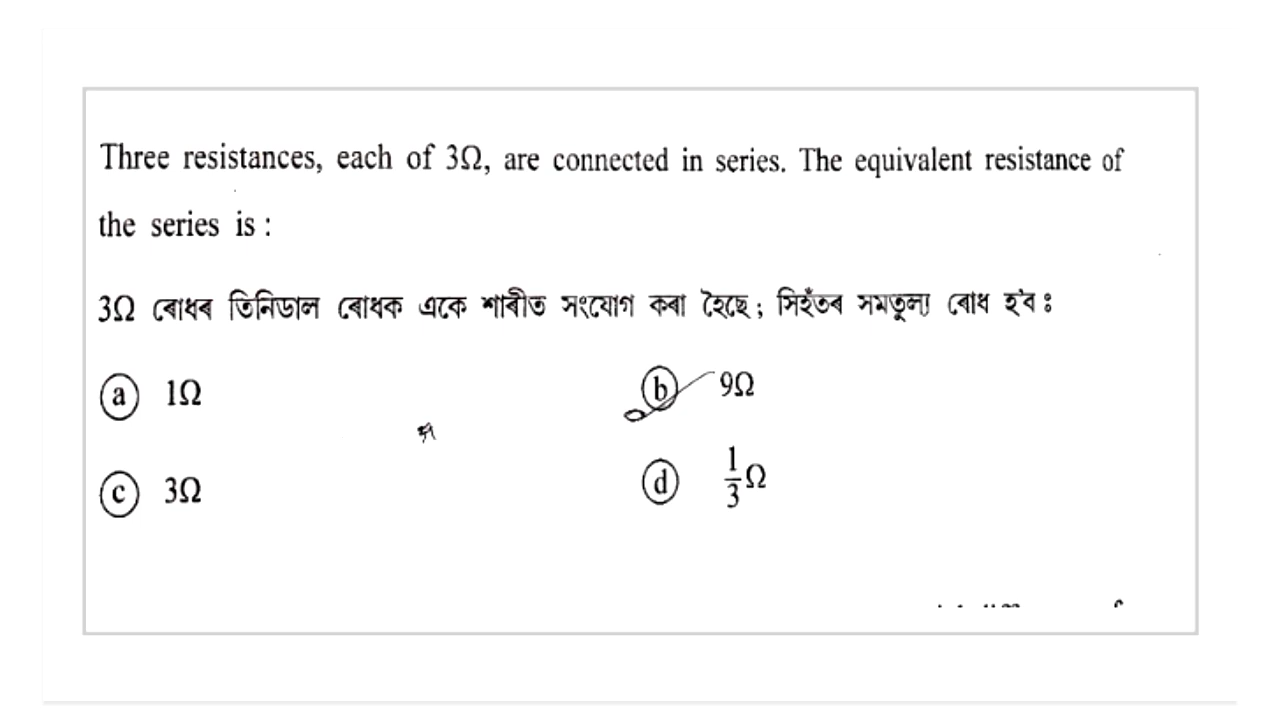 Three resistances, each of 3Ω, are connected in series. The equivalent resistance of
the series is :
3Ω ৰোধৰ তিনিডাল ৰোধক একে শাৰীত সংযোগ কৰা হৈছে ; সিহঁতৰ সমতুল্য ৰোধ হ'ব ঃ
(a) 1Ω (b) 9Ω
(c) 3Ω (d) 1/3 Ω